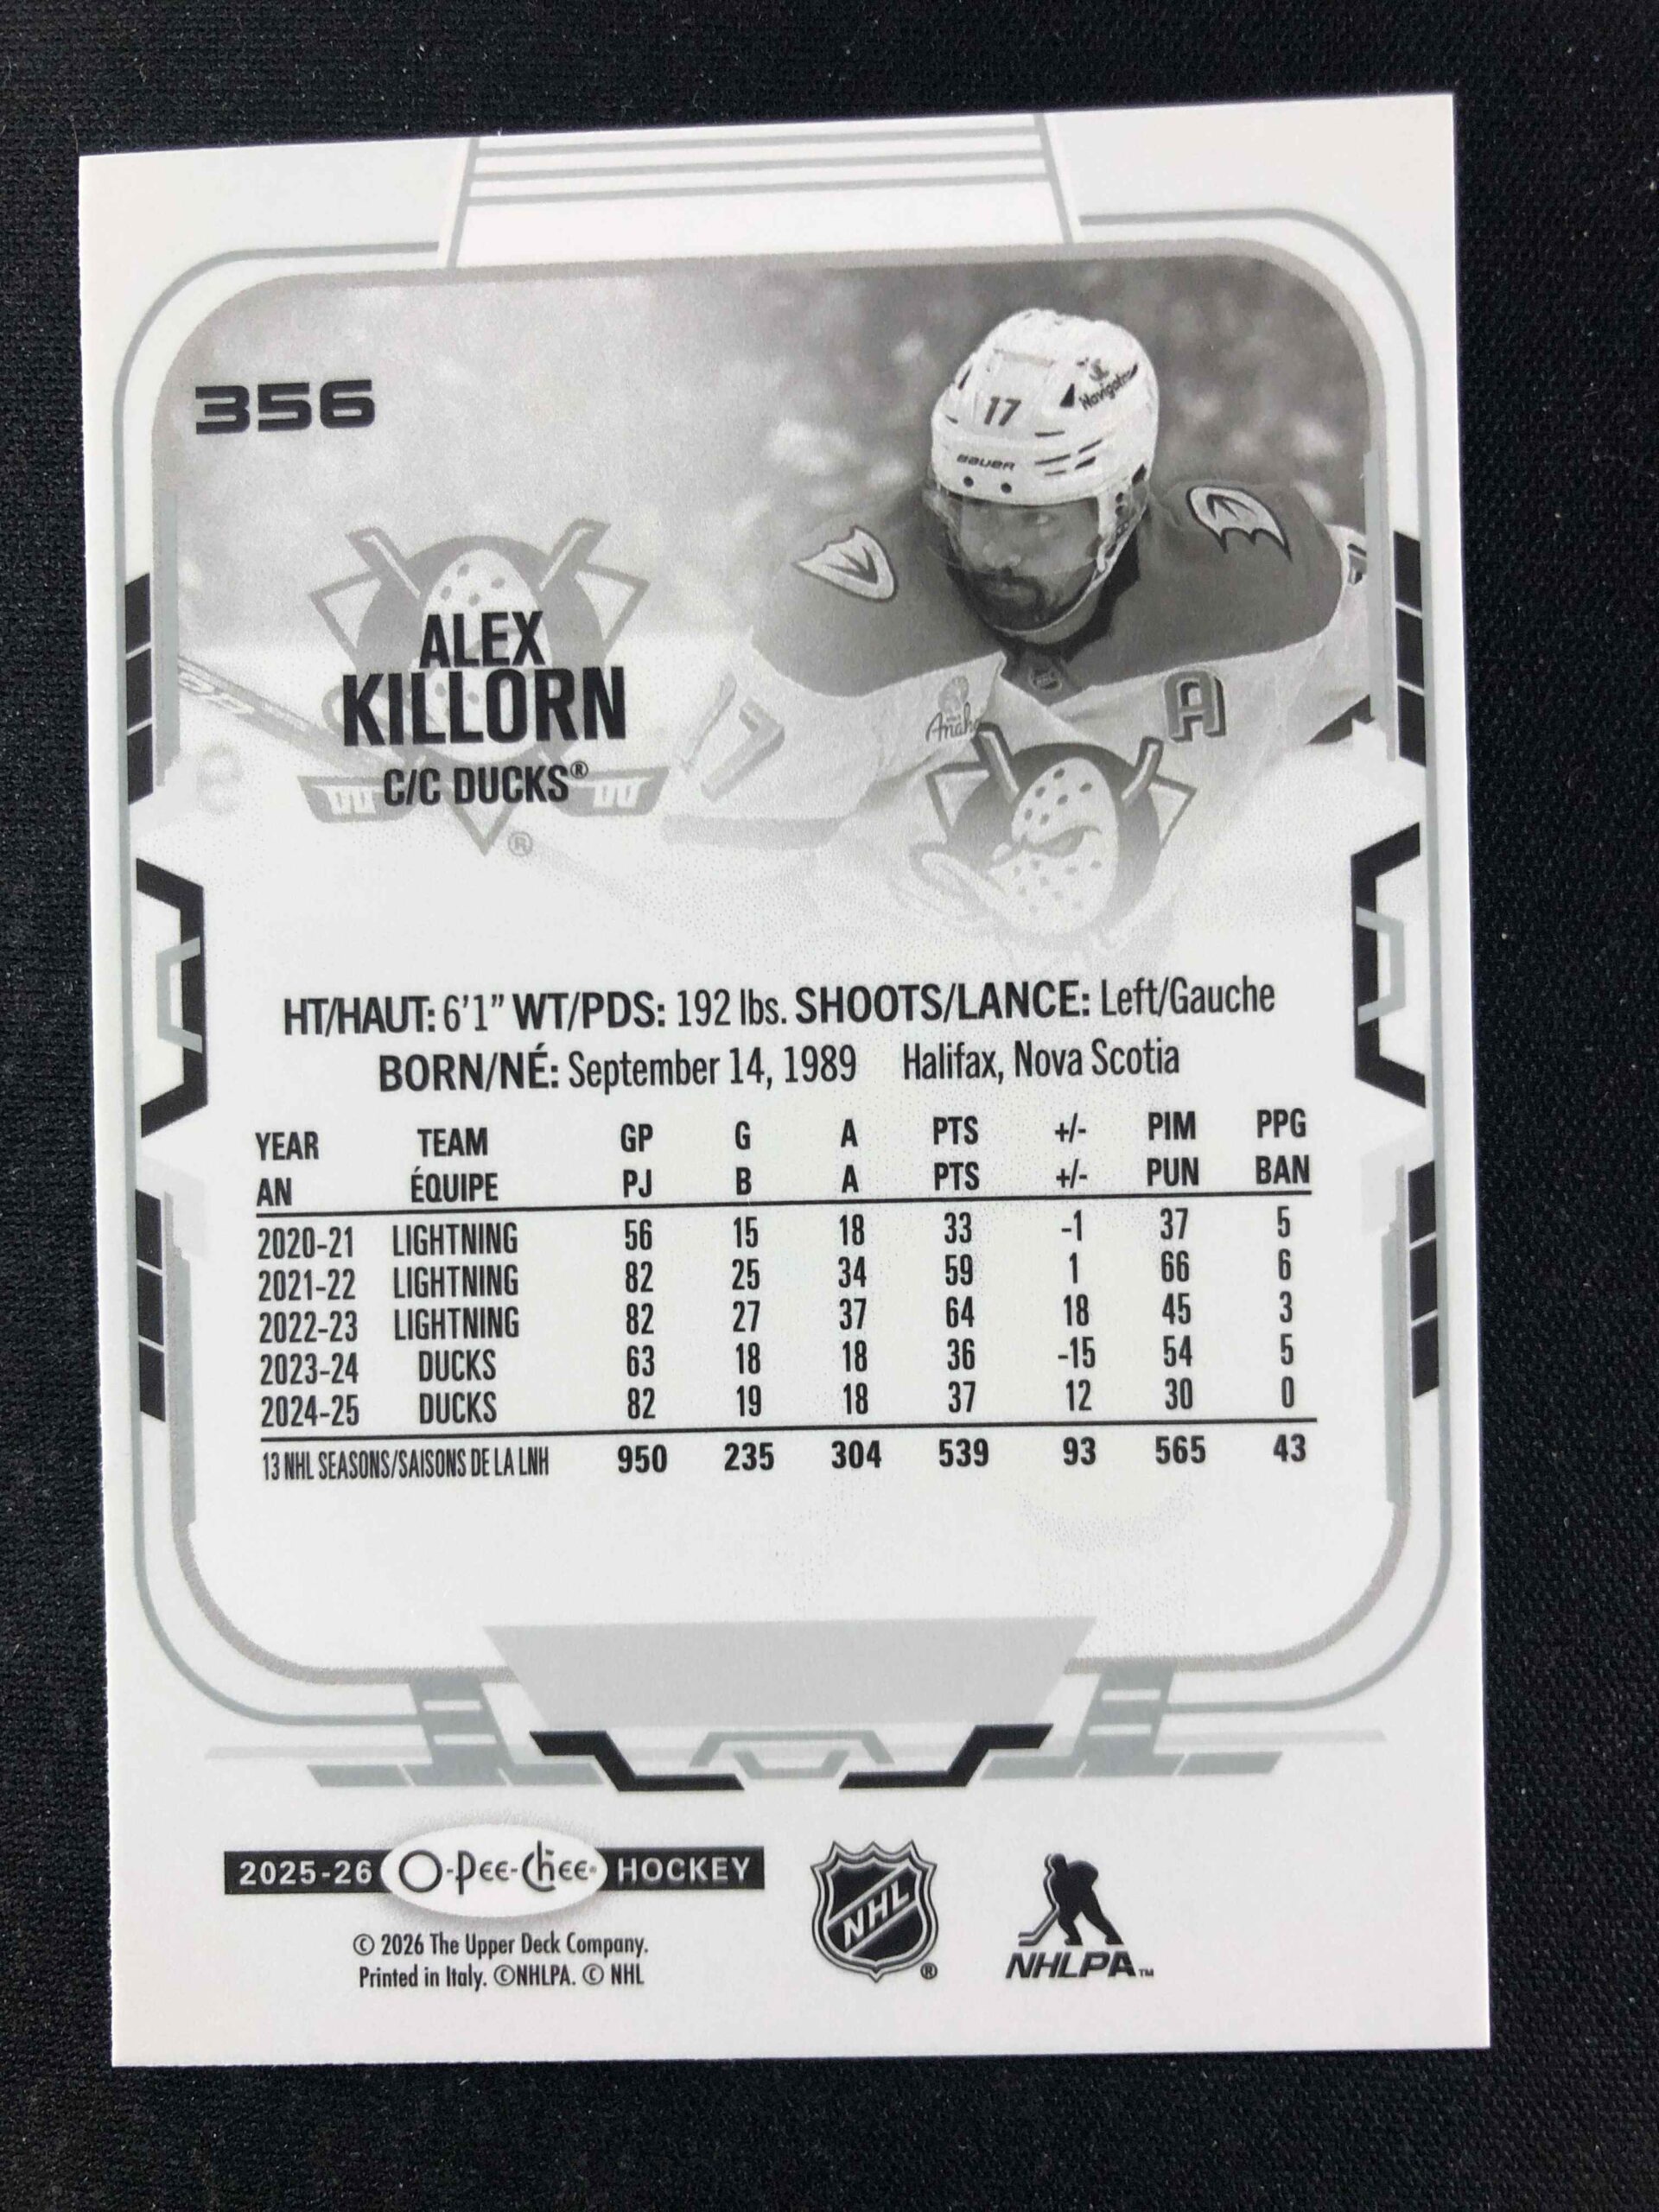 356
17
Navigate
BAUER
ALEX
KILLORN
C/C DUCKS®
®
17
A
HT/HAUT: 6'1" WT/PDS: 192 lbs. SHOOTS/LANCE: Left/Gauche
BORN/NÉ: September 14, 1989 Halifax, Nova Scotia
YEAR TEAM GP G A PTS +/- PIM PPG
AN ÉQUIPE PJ B A PTS +/- PUN BAN
2020-21 LIGHTNING 56 15 18 33 -1 37 5
2021-22 LIGHTNING 82 25 34 59 1 66 6
2022-23 LIGHTNING 82 27 37 64 18 45 3
2023-24 DUCKS 63 18 18 36 -15 54 5
2024-25 DUCKS 82 19 18 37 12 30 0
13 NHL SEASONS/SAISONS DE LA LNH 950 235 304 539 93 565 43
2025-26 O-Pee-Chee® HOCKEY
© 2026 The Upper Deck Company.
Printed in Italy. ©NHLPA. © NHL
NHL®
NHLPA™